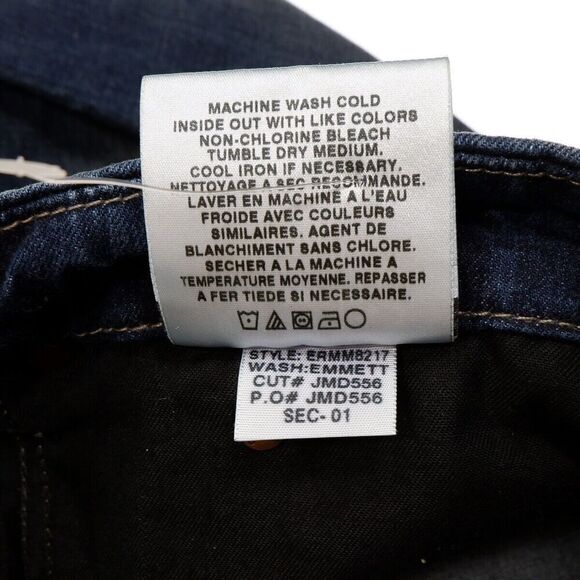 MACHINE WASH COLD
INSIDE OUT WITH LIKE COLORS
NON-CHLORINE BLEACH
TUMBLE DRY MEDIUM.
COOL IRON IF NECESSARY.
NETTOYAGE A SEC RECOMMANDE.
LAVER EN MACHINE A L'EAU
FROIDE AVEC COULEURS
SIMILAIRES. AGENT DE
BLANCHIMENT SANS CHLORE.
SECHER A LA MACHINE A
TEMPERATURE MOYENNE. REPASSER
A FER TIEDE SI NECESSAIRE.
STYLE: ERMM8217
WASH:EMMETT
CUT# JMD556
P.O# JMD556
SEC- 01